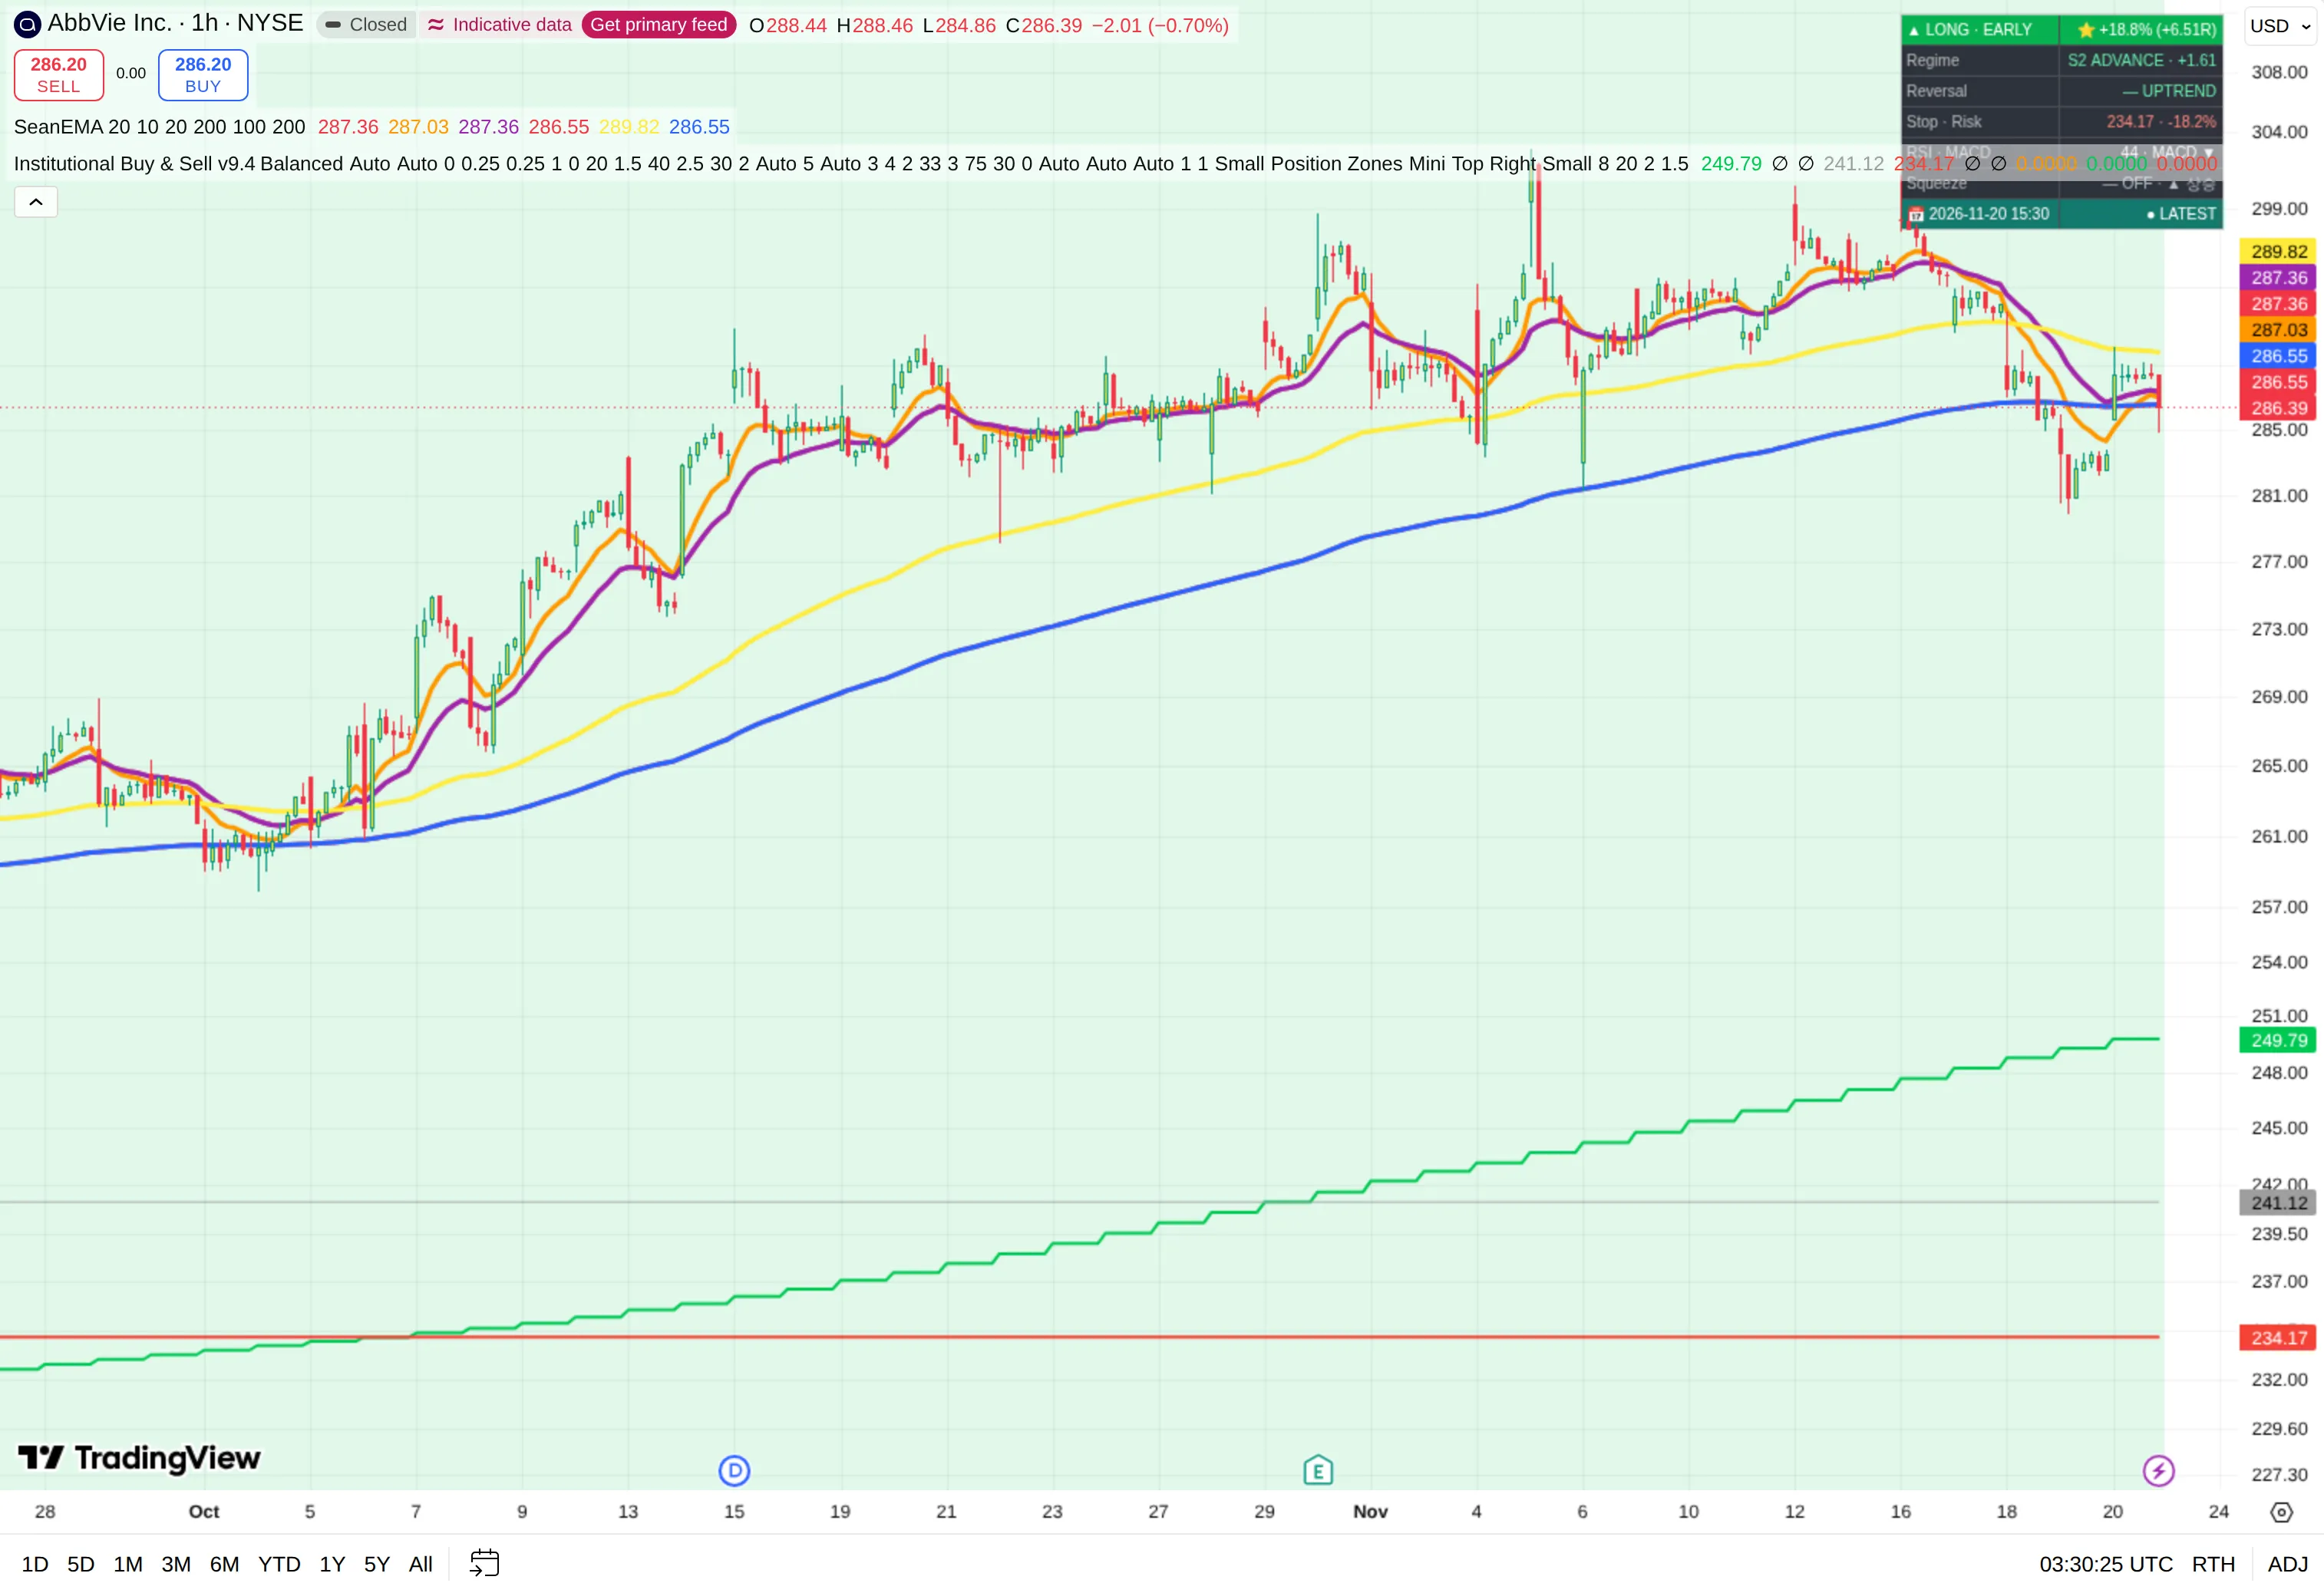 AbbVie Inc. · 1h · NYSE Closed Indicative data Get primary feed O288.44 H288.46 L284.86 C286.39 −2.01 (−0.70%)
286.20 SELL 0.00 286.20 BUY
SeanEMA 20 10 20 200 100 200 287.36 287.03 287.36 286.55 289.82 286.55
Institutional Buy & Sell v9.4 Balanced Auto Auto 0 0.25 0.25 1 0 20 1.5 40 2.5 30 2 Auto 5 Auto 3 4 2 33 3 75 30 0 Auto Auto Auto 1 1 Small Position Zones Mini Top Right Small 8 20 2 1.5 249.79 ∅ ∅ 241.12 234.17 ∅ ∅ 0.0000 0.0000 0.0000
▲ LONG · EARLY ⭐ +18.8% (+6.51R)
Regime S2 ADVANCE · +1.61
Reversal — UPTREND
Stop · Risk 234.17 · -18.2%
RSI · MACD 44 · MACD ▼
Squeeze — OFF · ▲ 상승
📅 2026-11-20 15:30 ● LATEST
USD
308.00
304.00
299.00
289.82
287.36
287.36
287.03
286.55
286.55
286.39
285.00
281.00
277.00
273.00
269.00
265.00
261.00
257.00
254.00
251.00
249.79
248.00
245.00
242.00
241.12
239.50
237.00
234.17
232.00
229.60
227.30
TradingView
D E
28 Oct 5 7 9 13 15 19 21 23 27 29 Nov 4 6 10 12 16 18 20 24
1D 5D 1M 3M 6M YTD 1Y 5Y All 03:30:25 UTC RTH ADJ